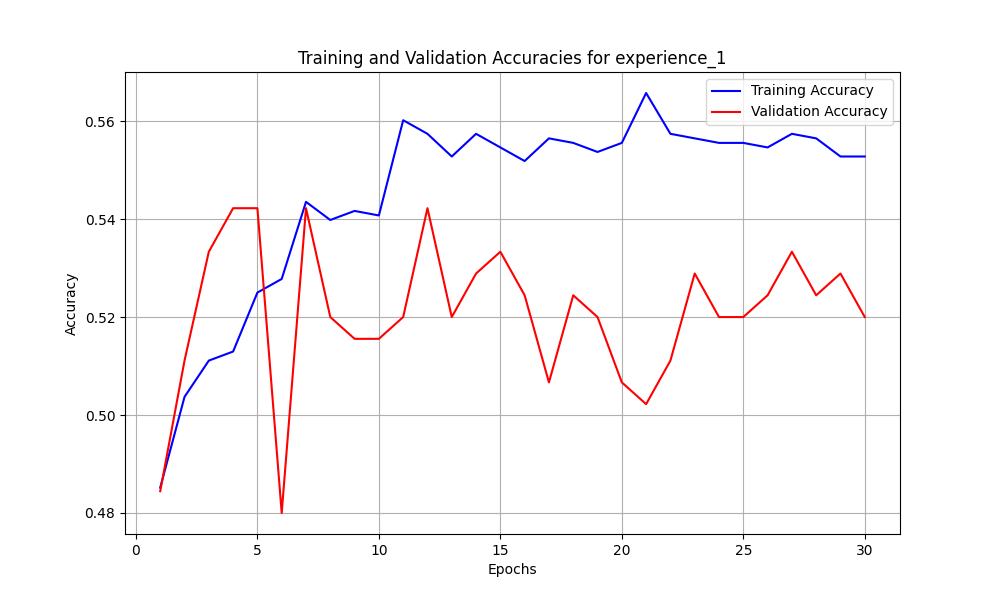 Training and Validation Accuracies for experience_1
Training Accuracy
Validation Accuracy
0.56
0.54
0.52
0.50
0.48
Accuracy
0
5
10
15
20
25
30
Epochs